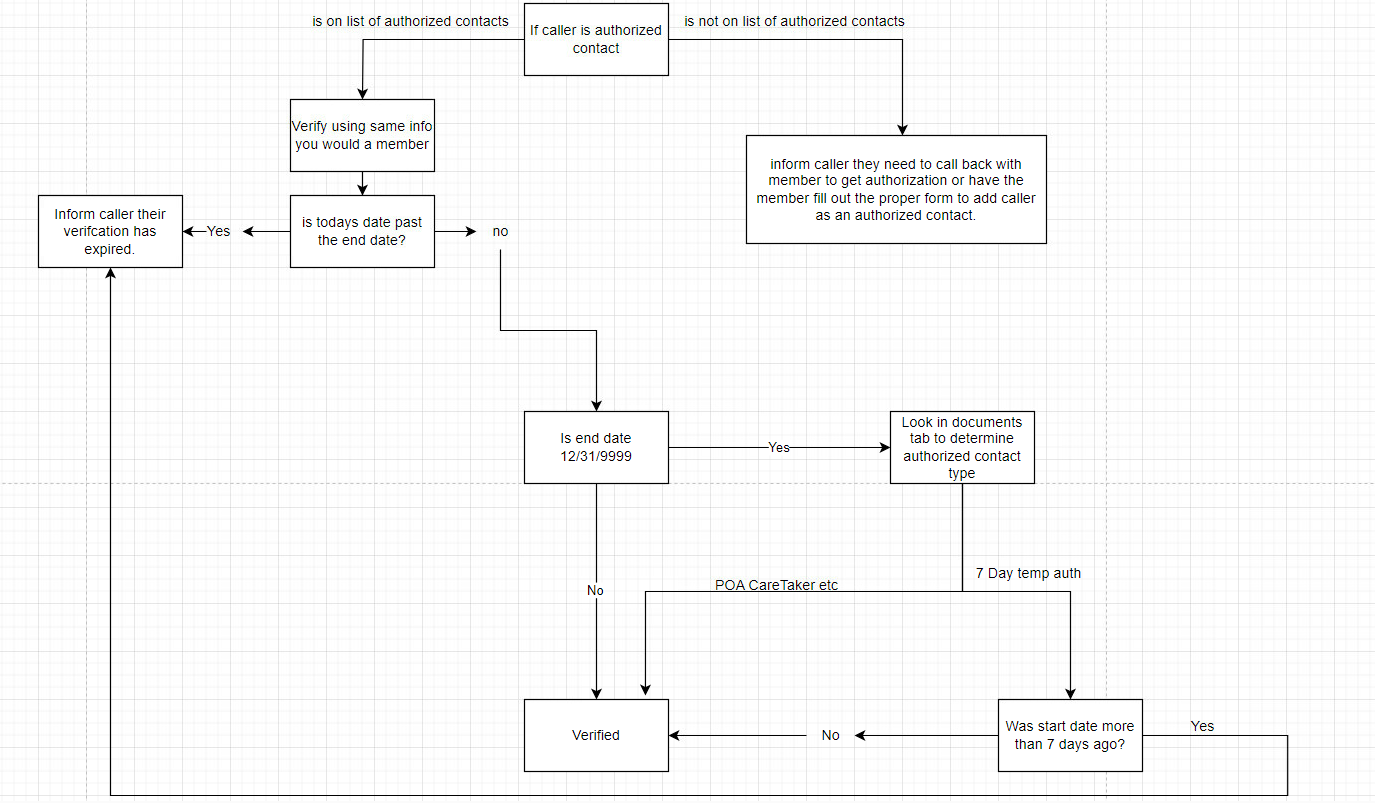 is on list of authorized contacts
If caller is authorized
contact
is not on list of authorized contacts
Verify using same info
you would a member
inform caller they need to call back with
member to get authorization or have the
member fill out the proper form to add caller
as an authorized contact.
Inform caller their
verifcation has
expired.
Yes
is todays date past
the end date?
no
Is end date
12/31/9999
Yes
Look in documents
tab to determine
authorized contact
type
No
POA CareTaker etc
7 Day temp auth
Verified
No
Was start date more
than 7 days ago?
Yes